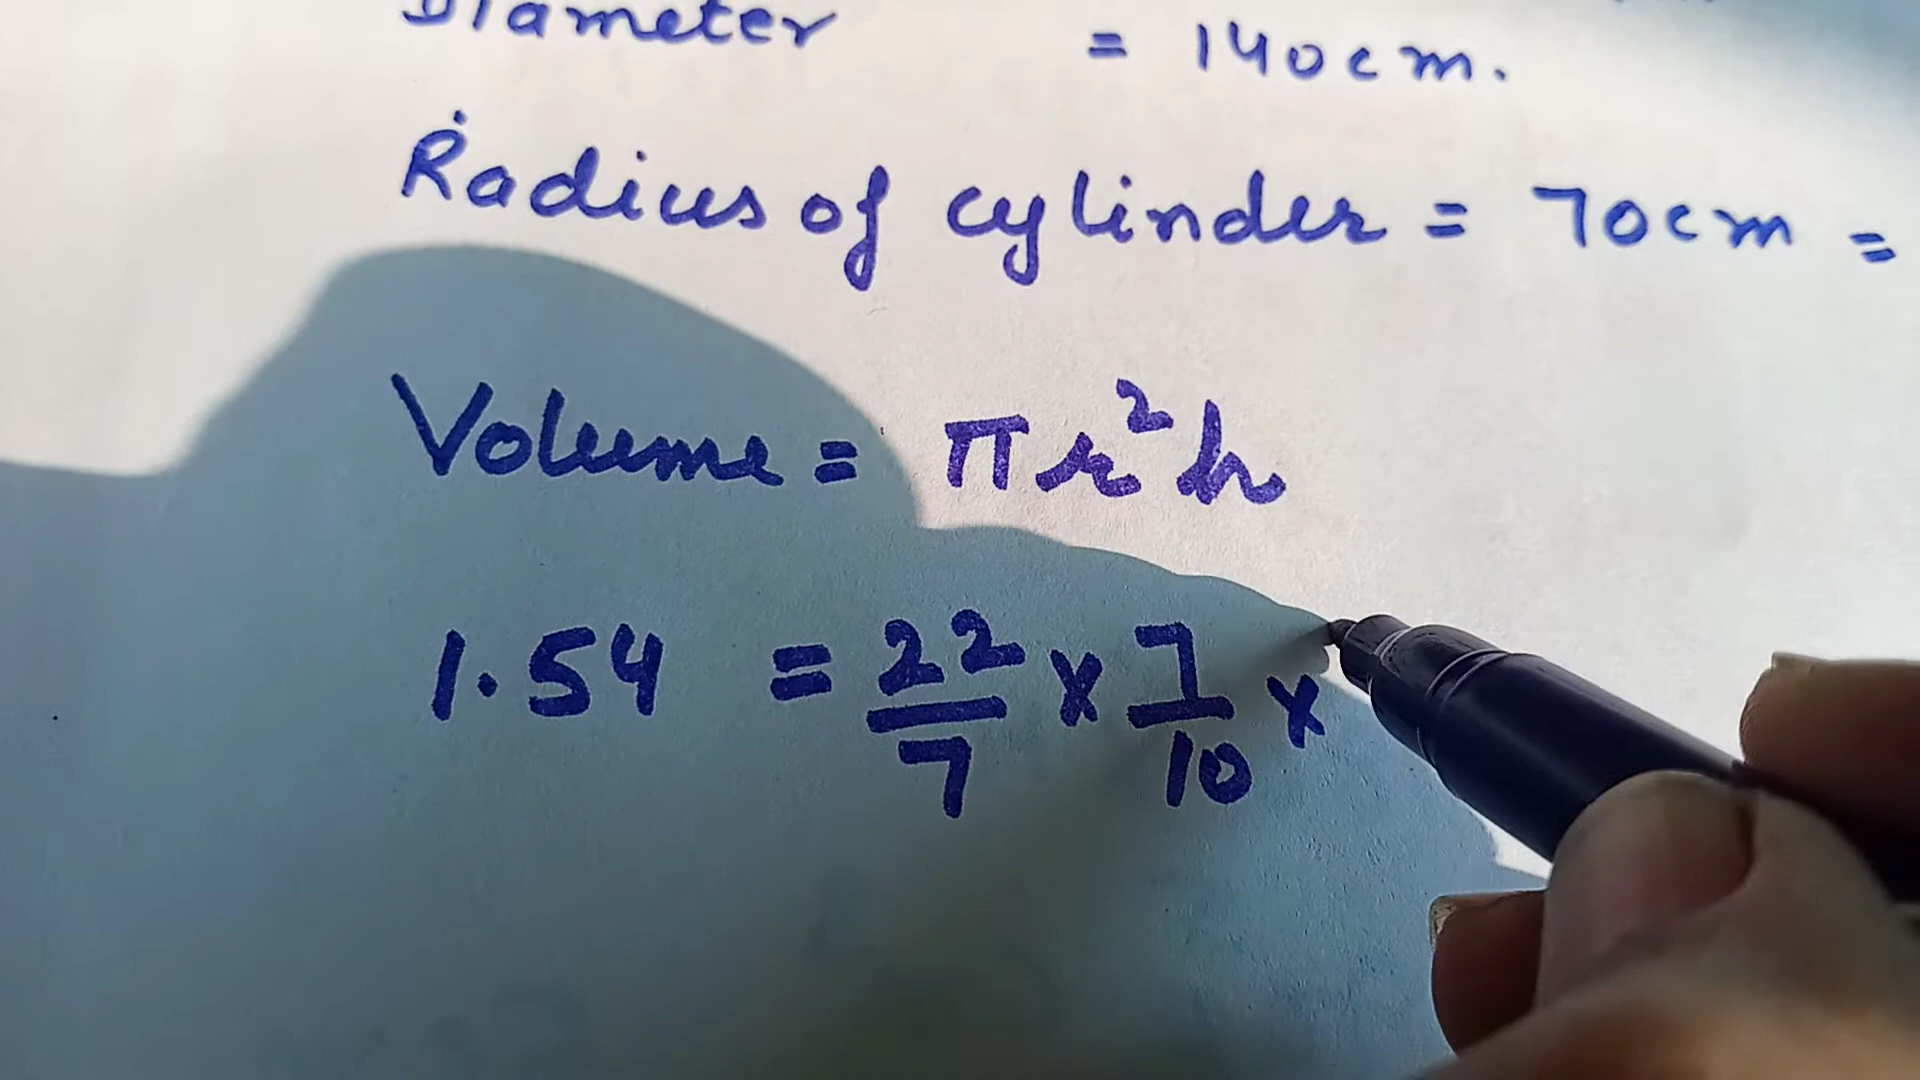 Diameter = 140cm.
Radius of cylinder = 70cm =
Volume = πr²h
1.54 = 22/7 x 7/10 x